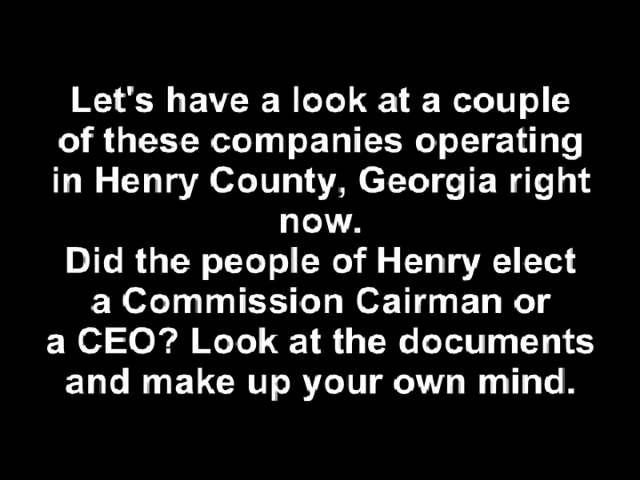 Let's have a look at a couple
of these companies operating
in Henry County, Georgia right
now.
Did the people of Henry elect
a Commission Cairman or
a CEO? Look at the documents
and make up your own mind.